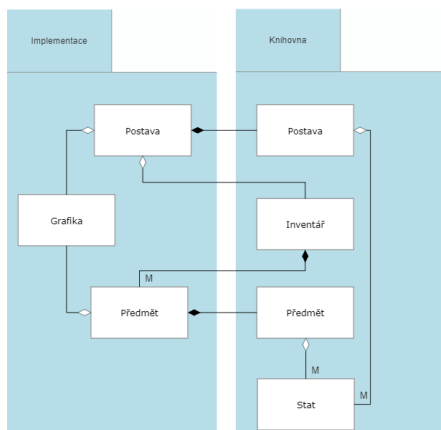 Implementace
Knihovna
Postava
Postava
Grafika
Inventář
M
Předmět
Předmět
M
M
Stat